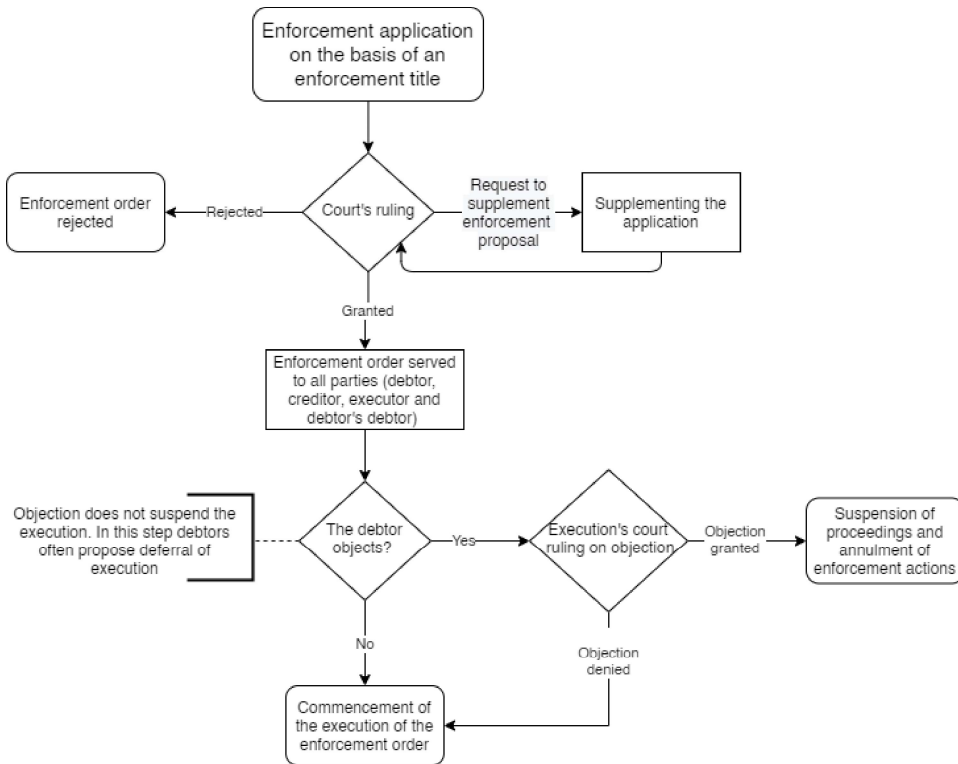 Enforcement application
on the basis of an
enforcement title
Enforcement order
rejected
Rejected
Court's ruling
Request to
supplement
enforcement
proposal
Supplementing the
application
Granted
Enforcement order served
to all parties (debtor,
creditor, executor and
debtor's debtor)
Objection does not suspend the
execution. In this step debtors
often propose deferral of
execution
The debtor
objects?
Yes
Execution's court
ruling on objection
Objection
granted
Suspension of
proceedings and
annulment of
enforcement actions
No
Objection
denied
Commencement of
the execution of the
enforcement order